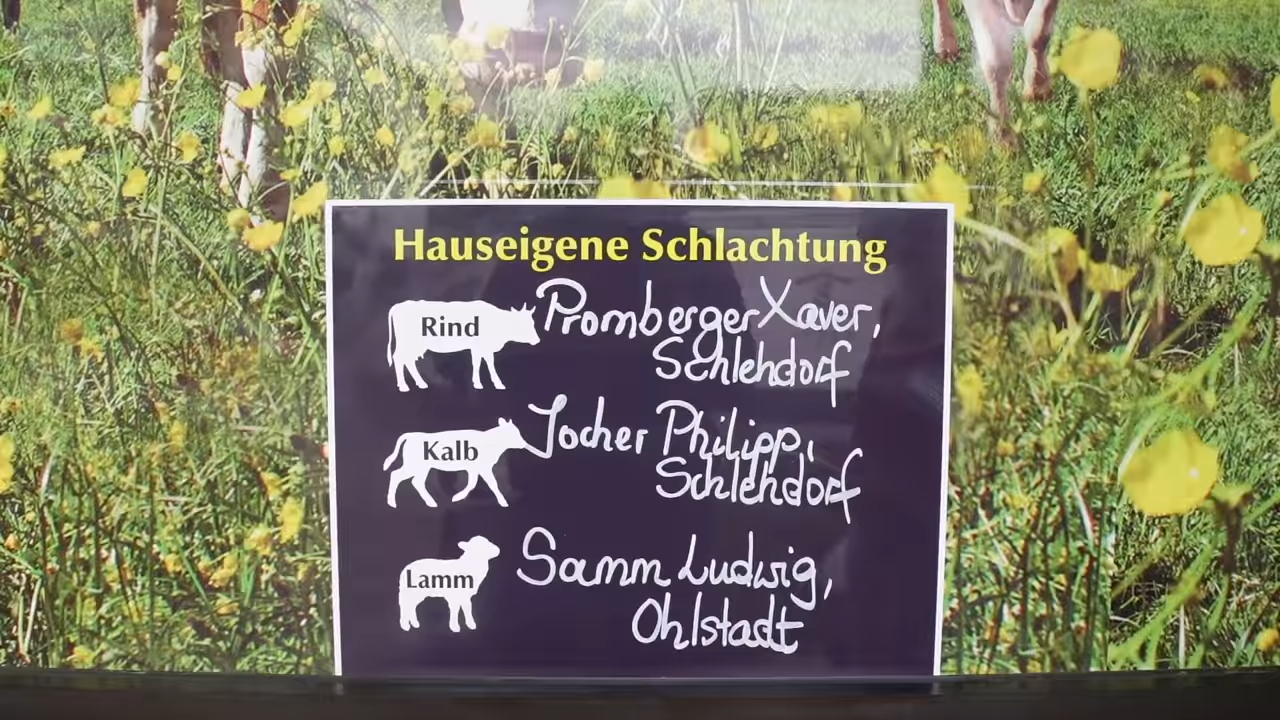 Hauseigene Schlachtung
Rind Promberger Xaver,
Schlehdorf
Kalb Jocher Philipp,
Schlehdorf
Lamm Samm Ludwig,
Ohlstadt